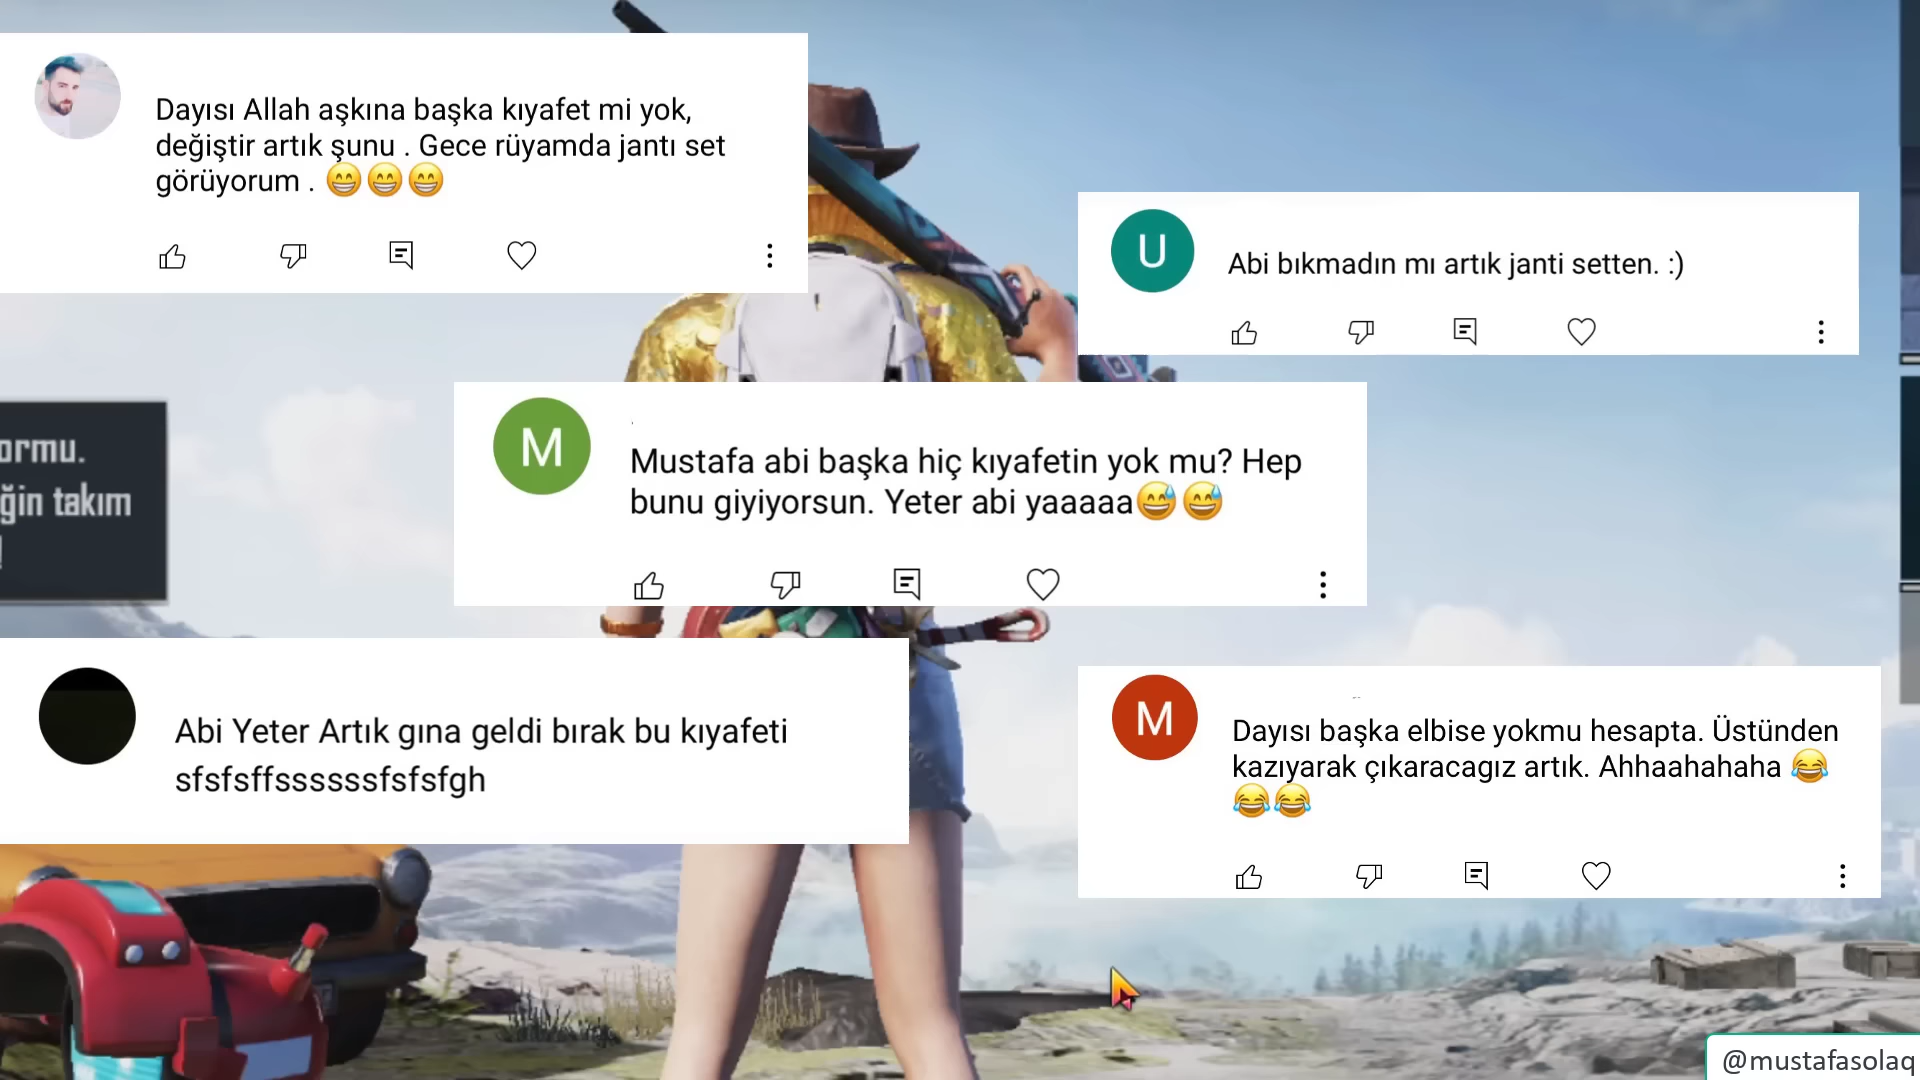 Dayısı Allah aşkına başka kıyafet mi yok,
değiştir artık şunu . Gece rüyamda jantı set
görüyorum . 😁😁😁
U
Abi bıkmadın mı artık janti setten. :)
M
Mustafa abi başka hiç kıyafetin yok mu? Hep
bunu giyiyorsun. Yeter abi yaaaaa😅😅
ormu.
ğin takım
Abi Yeter Artık gına geldi bırak bu kıyafeti
sfsfsffssssssfsfsfgh
M
Dayısı başka elbise yokmu hesapta. Üstünden
kazıyarak çıkaracagız artık. Ahhaahahaha 😂
😂😂
@mustafasolaq